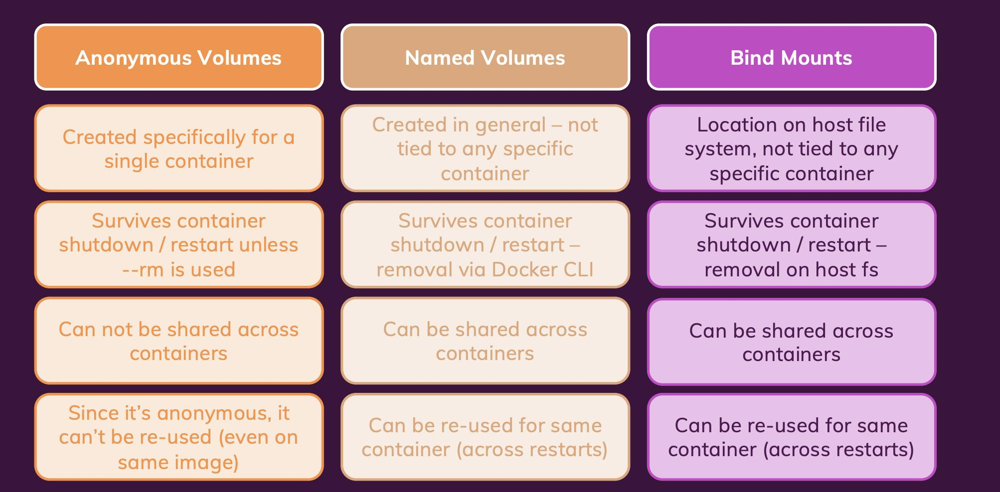 Anonymous Volumes
Named Volumes
Bind Mounts
Created specifically for a
single container
Created in general – not
tied to any specific
container
Location on host file
system, not tied to any
specific container
Survives container
shutdown / restart unless
--rm is used
Survives container
shutdown / restart –
removal via Docker CLI
Survives container
shutdown / restart –
removal on host fs
Can not be shared across
containers
Can be shared across
containers
Can be shared across
containers
Since it’s anonymous, it
can’t be re-used (even on
same image)
Can be re-used for same
container (across restarts)
Can be re-used for same
container (across restarts)